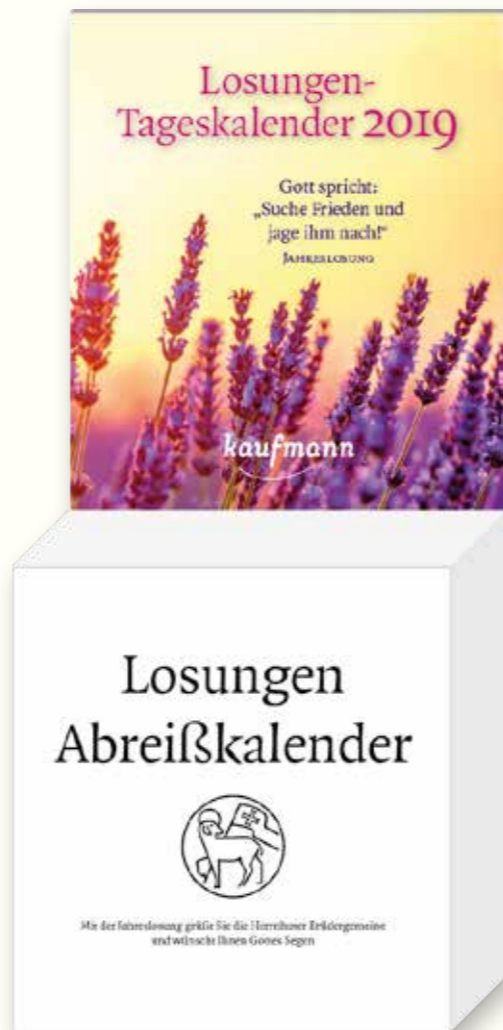 Losungen-
Tageskalender 2019
Gott spricht:
„Suche Frieden und
jage ihm nach!“
JAHRESLOSUNG
kaufmann
Losungen
Abreißkalender
Mit der Jahreslosung grüße Sie die Herrnhuter Brüdergemeine
und wünscht Ihnen Gottes Segen